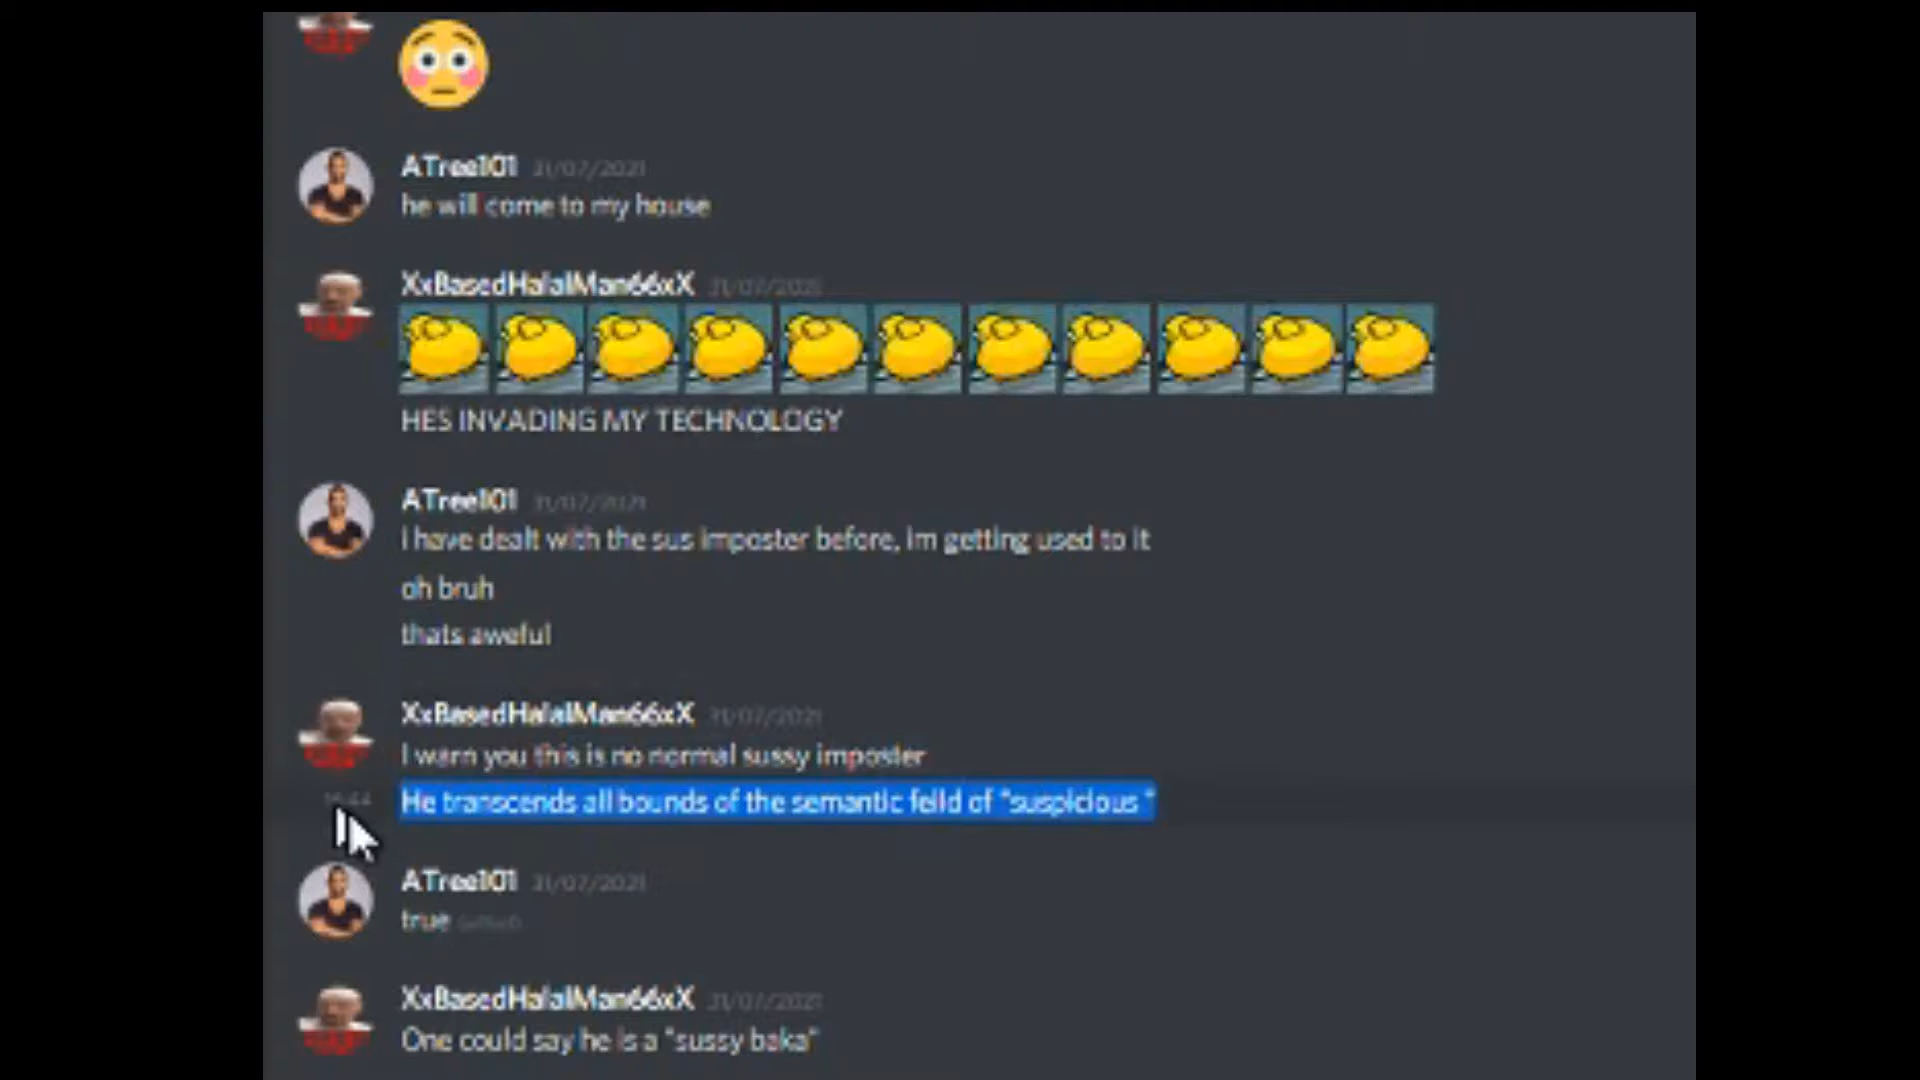 ATree101 31/07/2021
he will come to my house
XxBasedHalalMan66xX 31/07/2021
HES INVADING MY TECHNOLOGY
ATree101 31/07/2021
I have dealt with the sus imposter before, im getting used to it
oh bruh
thats aweful
XxBasedHalalMan66xX 31/07/2021
I warn you this is no normal sussy imposter
He transcends all bounds of the semantic feild of "suspicious "
ATree101 31/07/2021
true (edited)
XxBasedHalalMan66xX 31/07/2021
One could say he is a "sussy baka"